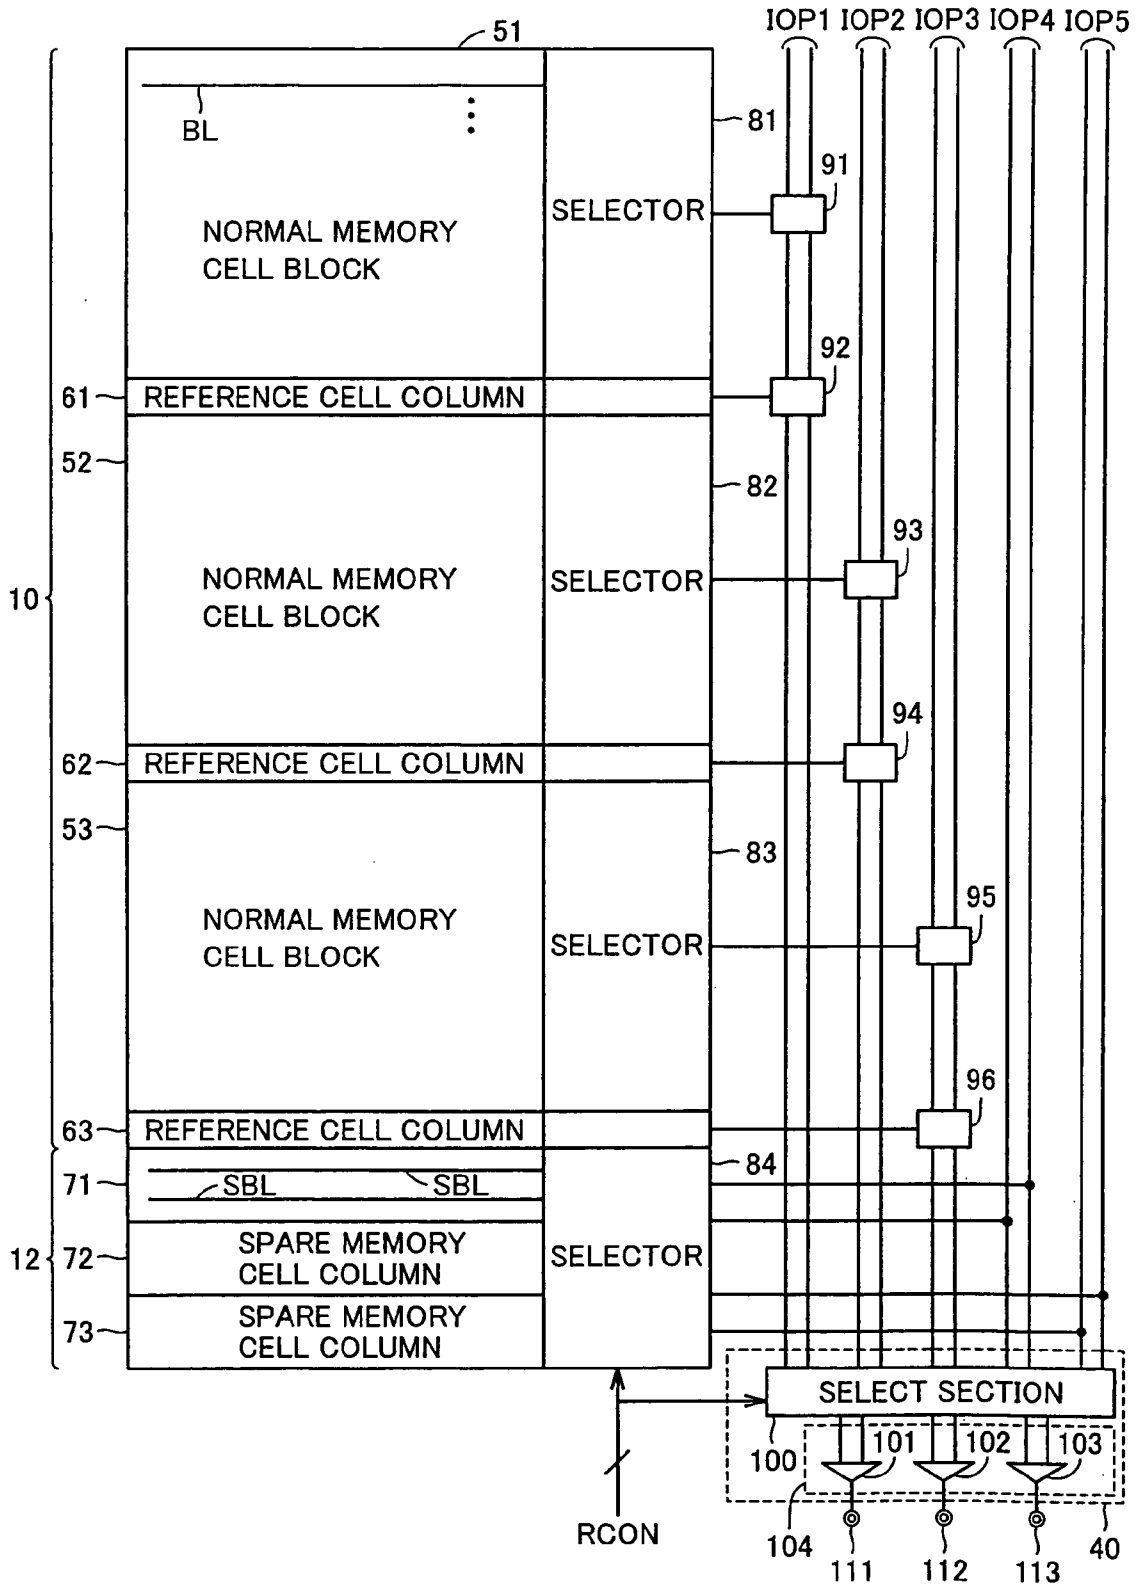 IOP1 IOP2 IOP3 IOP4 IOP5
51
BL
81
91
SELECTOR
NORMAL MEMORY
CELL BLOCK
92
61 REFERENCE CELL COLUMN
52
82
93
10
NORMAL MEMORY
CELL BLOCK
SELECTOR
94
62 REFERENCE CELL COLUMN
53
83
95
NORMAL MEMORY
CELL BLOCK
SELECTOR
96
63 REFERENCE CELL COLUMN
84
71 SBL SBL
12
72 SPARE MEMORY
CELL COLUMN
SELECTOR
73 SPARE MEMORY
CELL COLUMN
SELECT SECTION
100 101 102 103
RCON
104 111 112 113 40